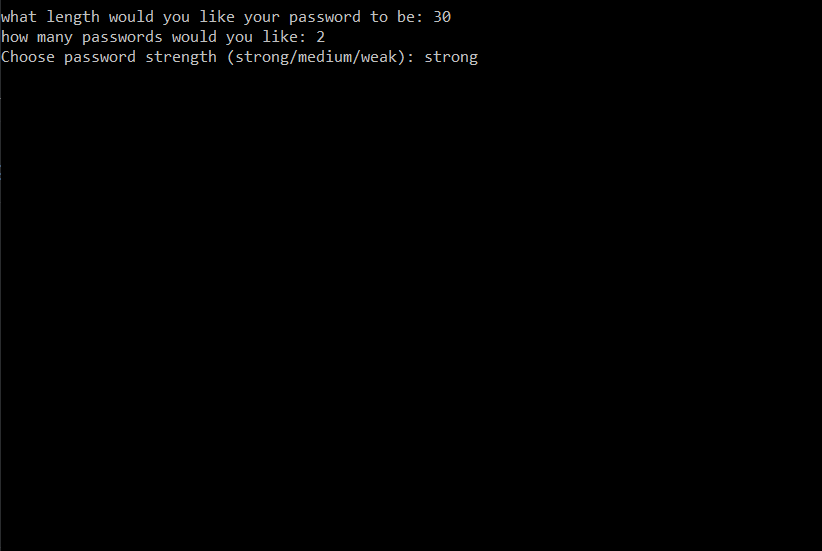 what length would you like your password to be: 30
how many passwords would you like: 2
Choose password strength (strong/medium/weak): strong